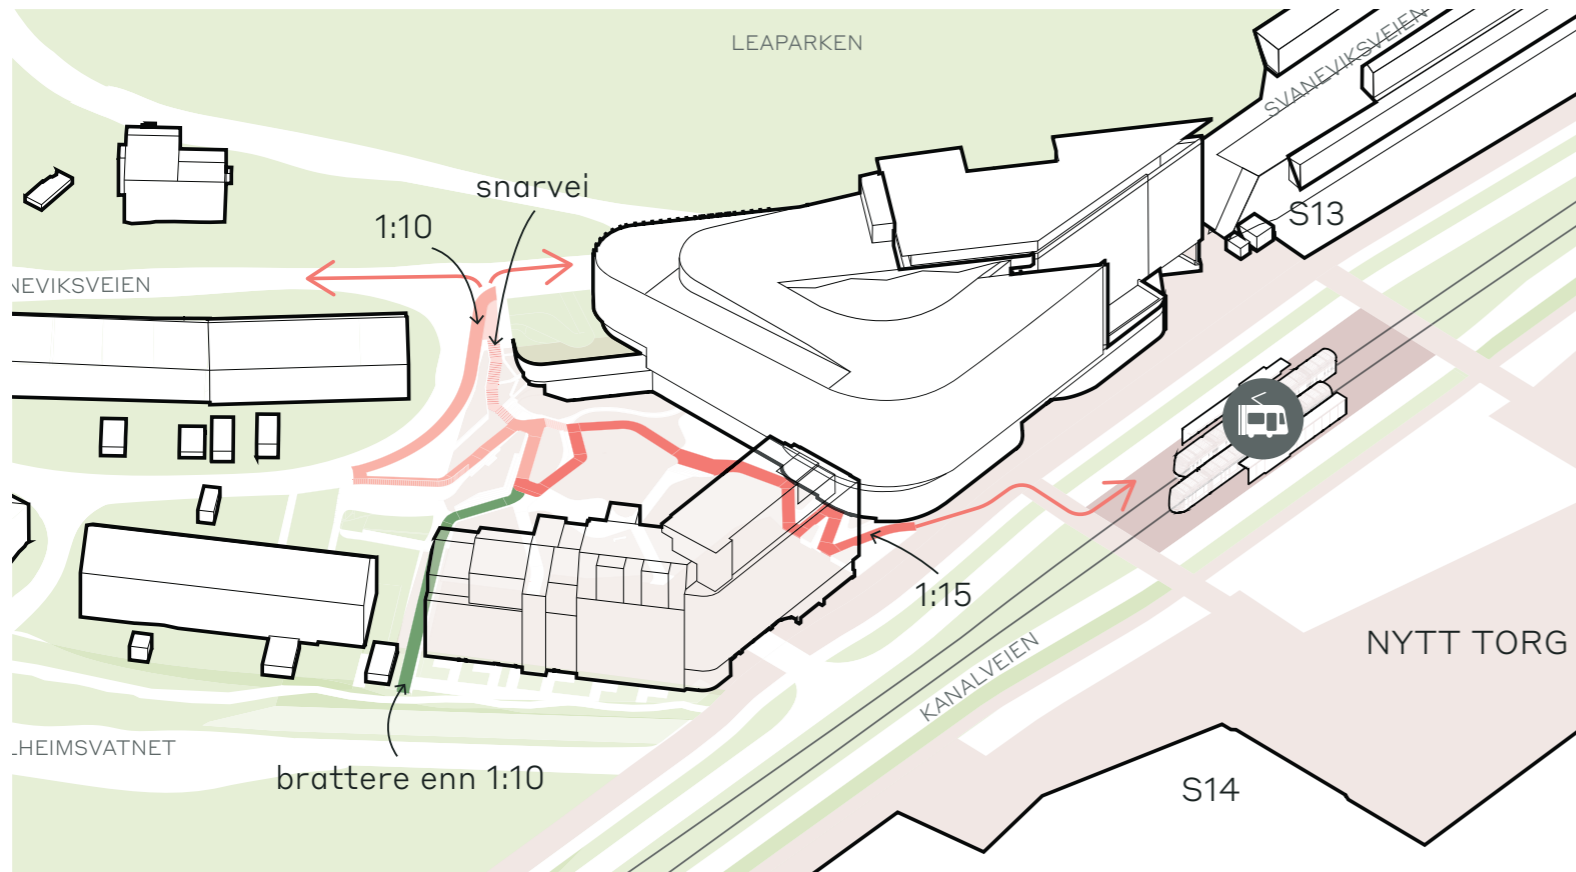 LEAPARKEN
SVANEVIKSVEIEN
snarvei
1:10
S13
NEVIKSVEIEN
1:15
NYTT TORG
KANALVEIEN
LHEIMSVATNET
brattere enn 1:10
S14